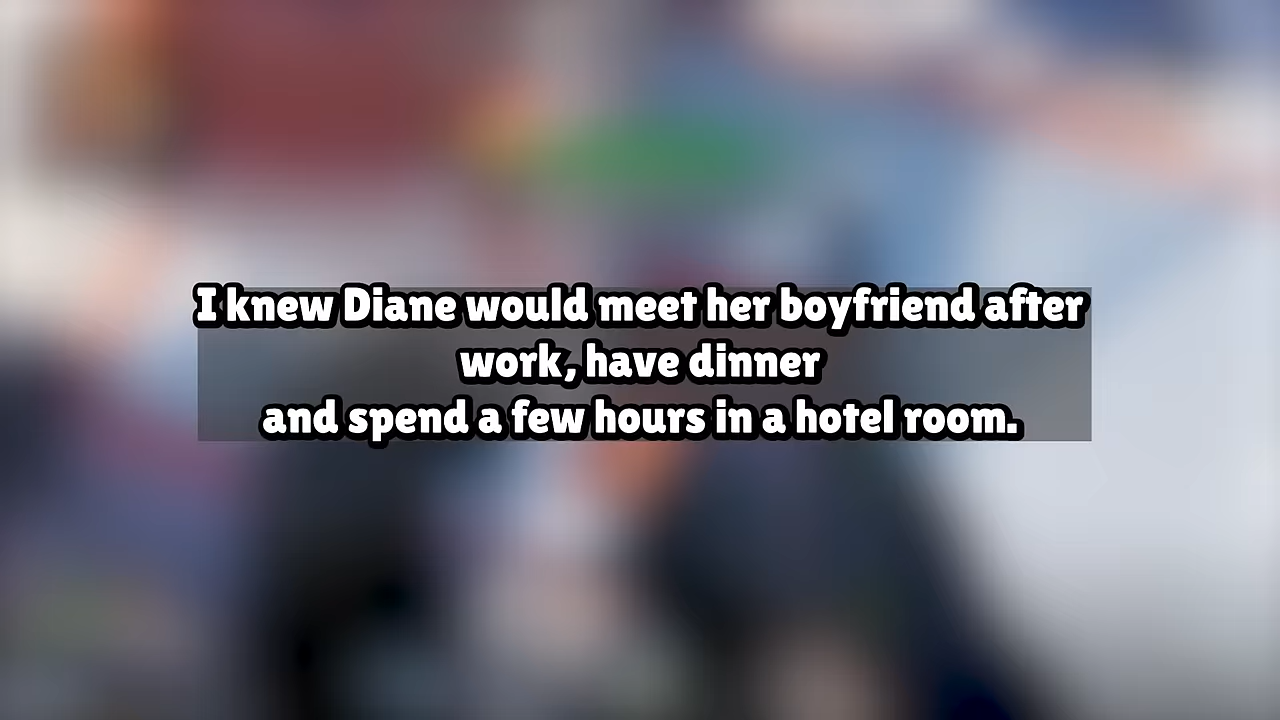 I knew Diane would meet her boyfriend after
work, have dinner
and spend a few hours in a hotel room.